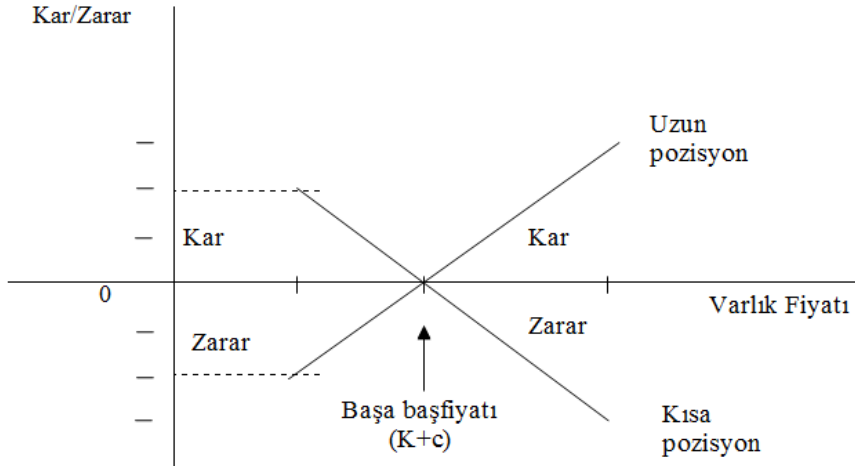 Kar/Zarar
Uzun
pozisyon
Kar
Kar
0
Varlık Fiyatı
Zarar
Zarar
Başa başfiyatı
(K+c)
Kısa
pozisyon